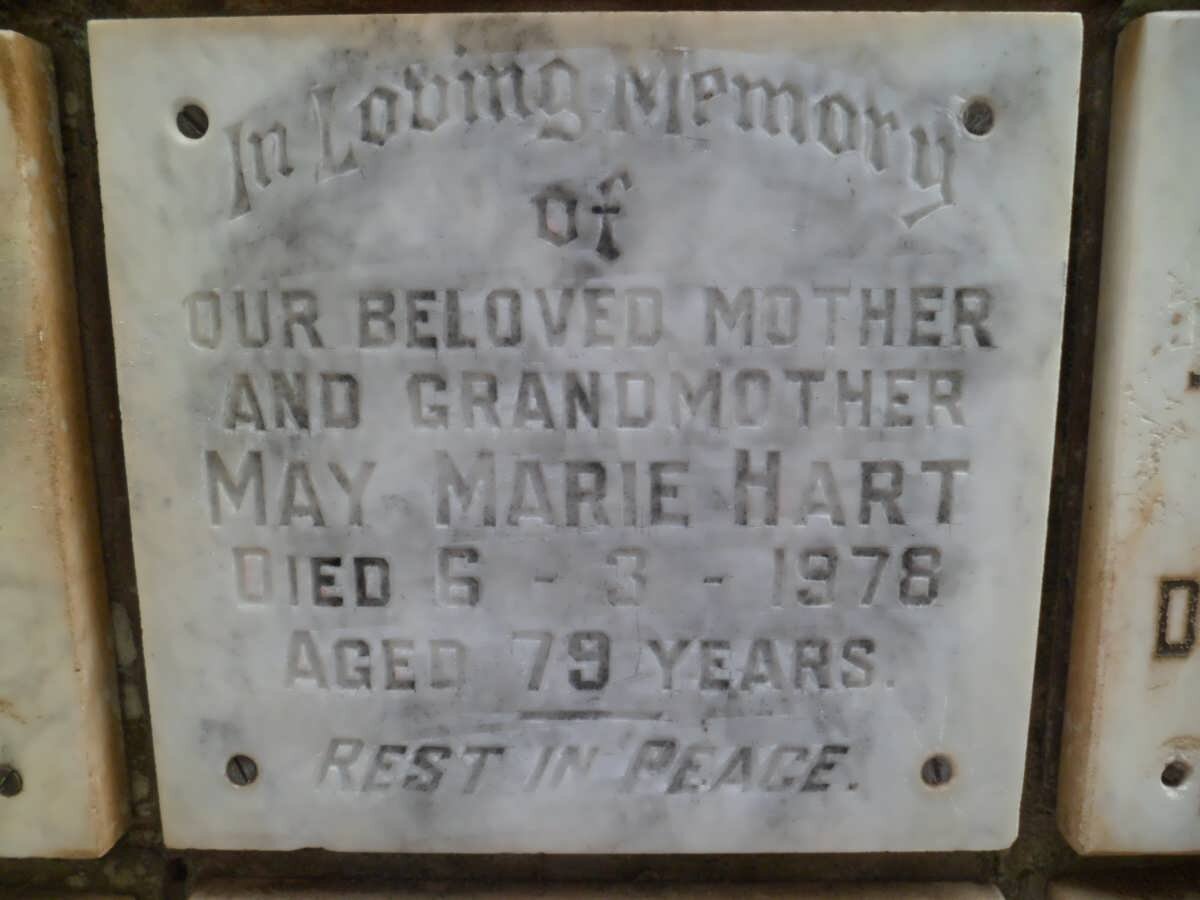 In Loving Memory
of
OUR BELOVED MOTHER
AND GRANDMOTHER
MAY MARIE HART
DIED 6 - 3 - 1978
AGED 79 YEARS.
REST IN PEACE.
D